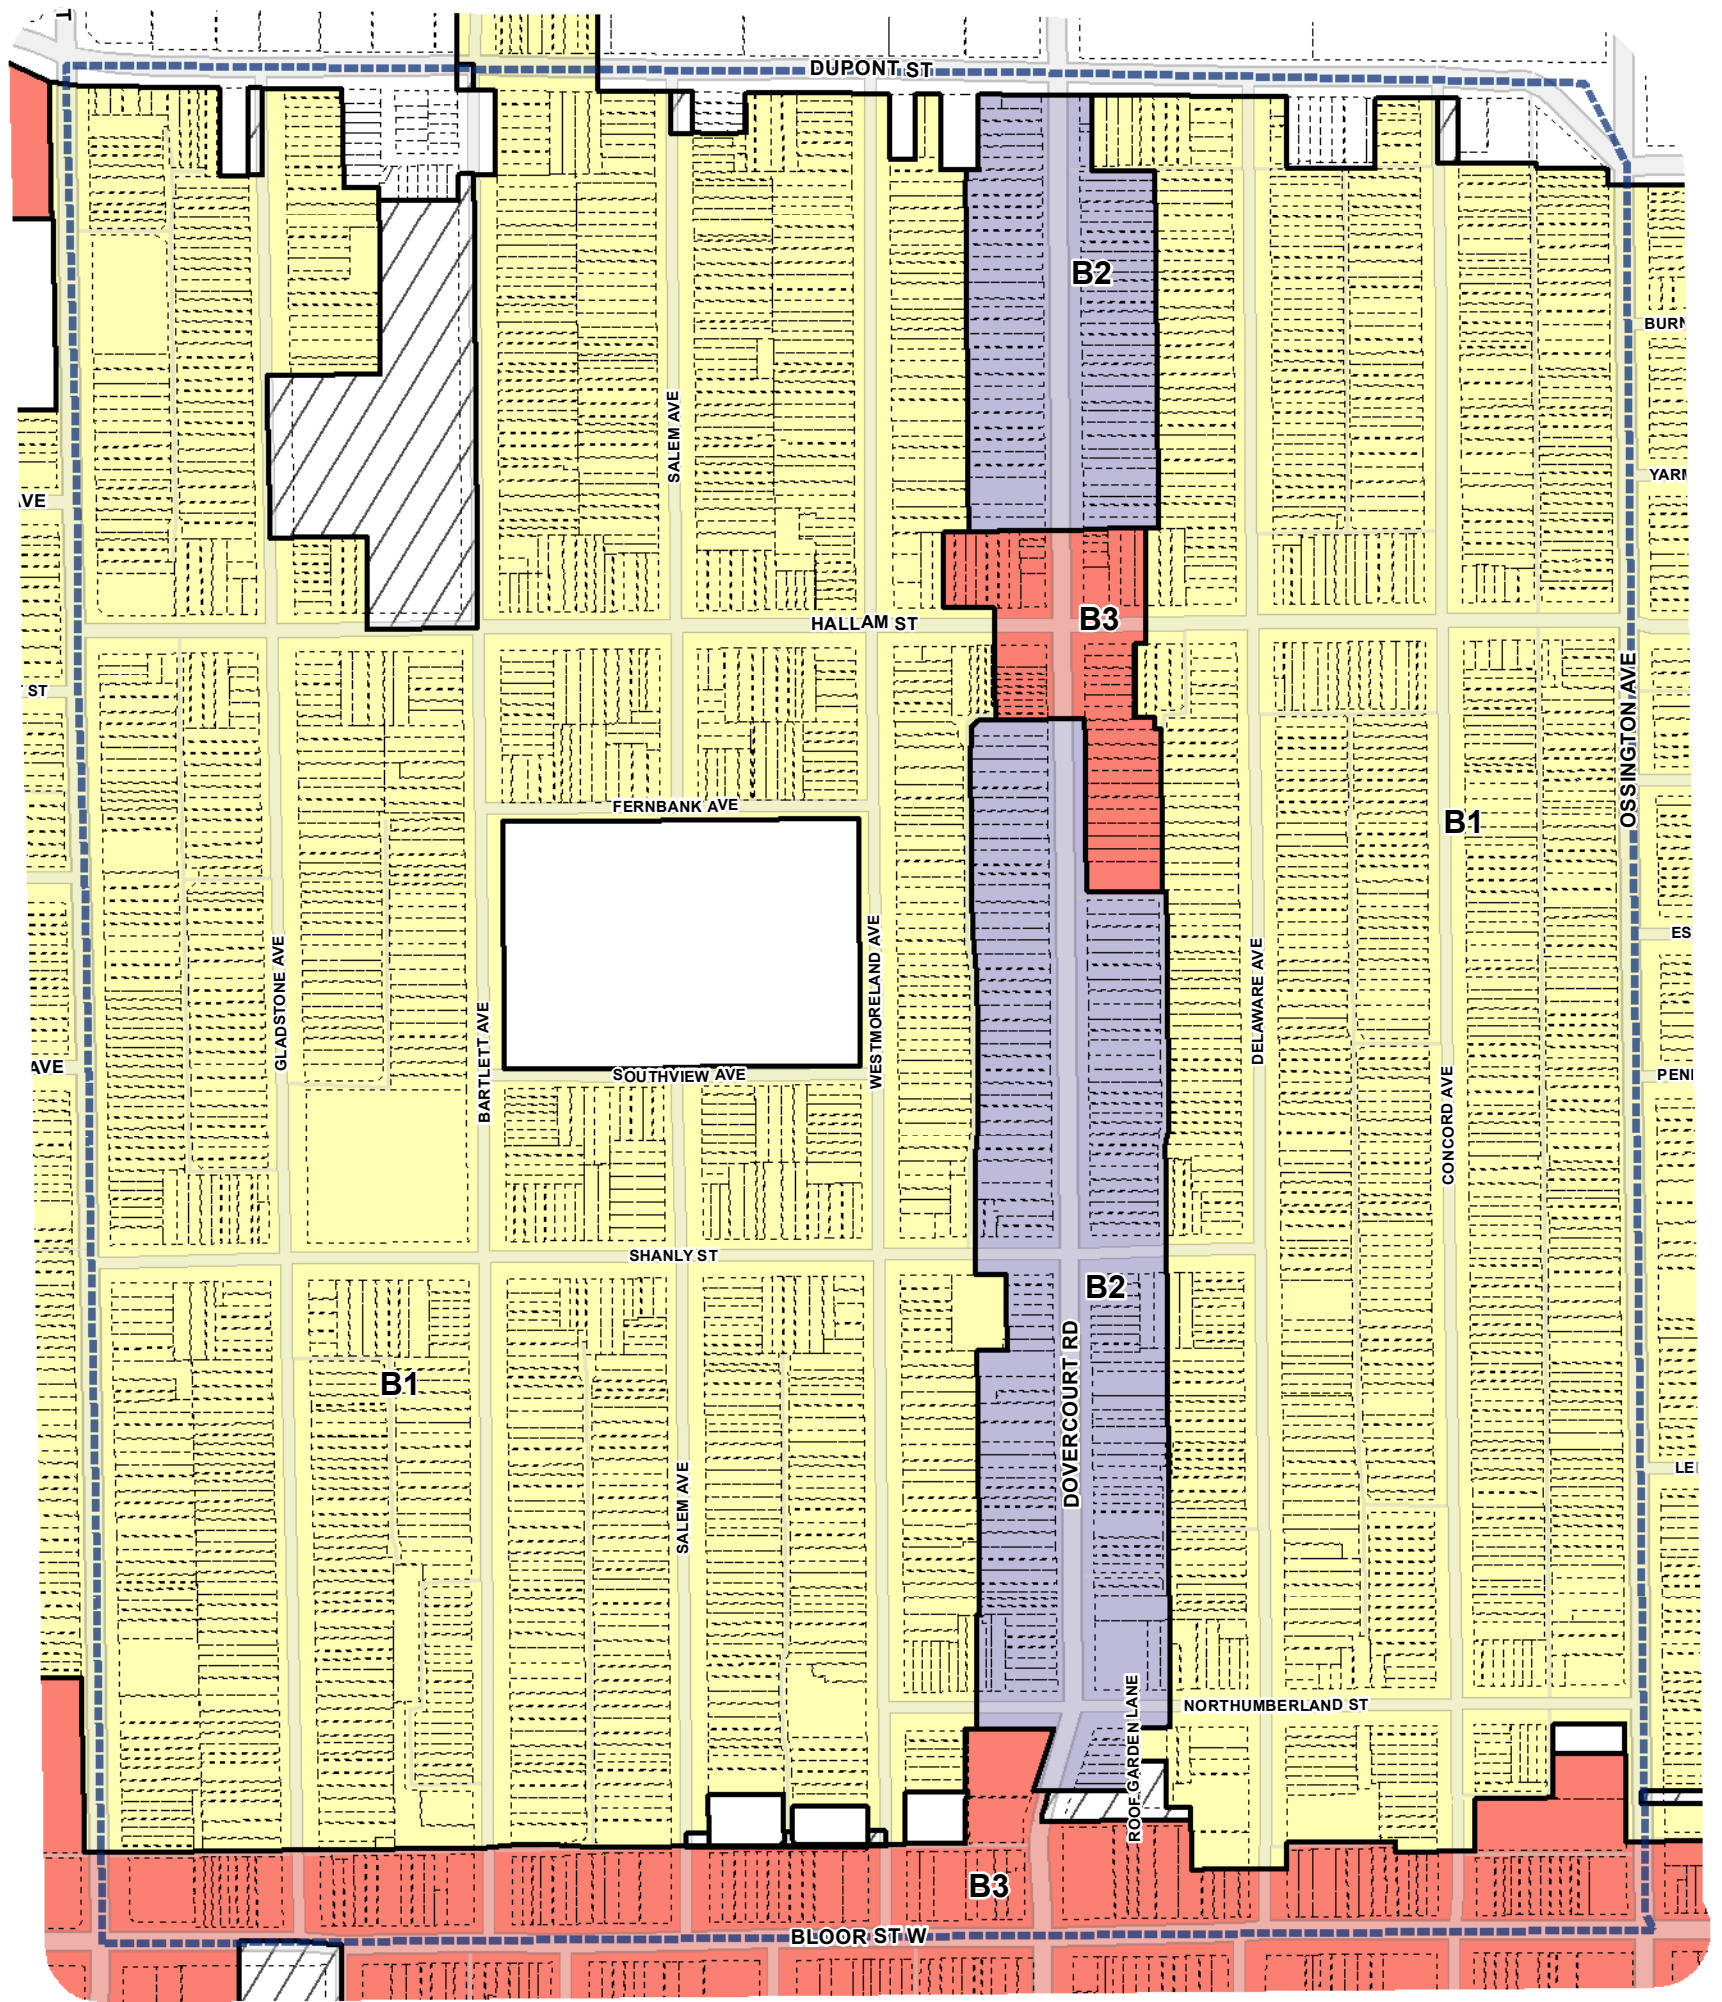 T
DUPONT ST
B2
BURN
SALEM AVE
YARM
AVE
HALLAM ST
B3
ST
OSSINGTON AVE
FERNBANK AVE
B1
GLADSTONE AVE
WESTMORELAND AVE
DELAWARE AVE
ES
BARTLETT AVE
AVE
SOUTHVIEW AVE
PENI
CONCORD AVE
SHANLY ST
B2
DOVERCOURT RD
B1
SALEM AVE
LE
ROOF GARDEN LANE
NORTHUMBERLAND ST
B3
BLOOR ST W